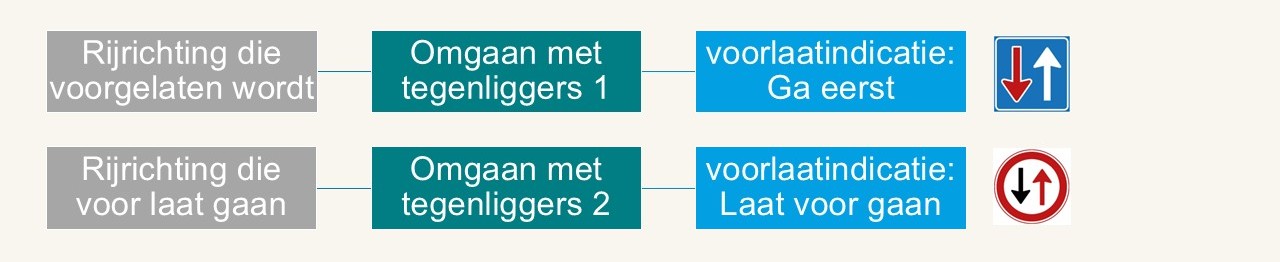 Rijrichting die
voorgelaten wordt
Omgaan met
tegenliggers 1
voorlaatindicatie:
Ga eerst
Rijrichting die
voor laat gaan
Omgaan met
tegenliggers 2
voorlaatindicatie:
Laat voor gaan